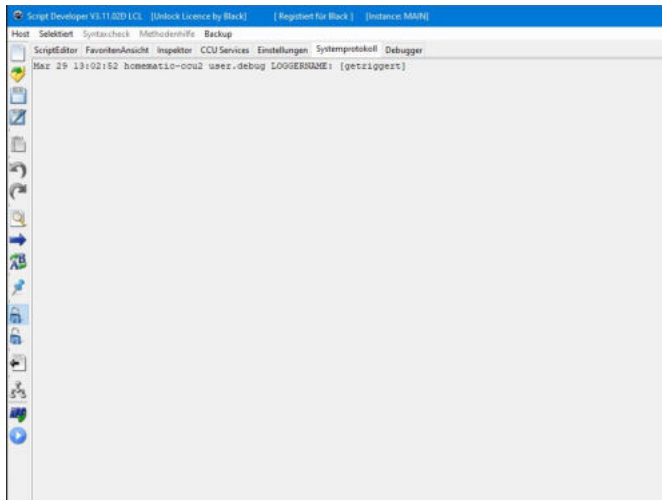 Script Developer V3.11.02D LCL [Unlock Licence by Black] [Registiert für Black ] [Instance: MAIN]
Host Selektiert Syntaxcheck Methodenhilfe Backup
ScriptEditor FavoritenAnsicht Inspektor CCU Services Einstellungen Systemprotokoll Debugger
Mar 29 13:02:52 homematic-ccu2 user.debug LOGGERNAME: [getriggert]